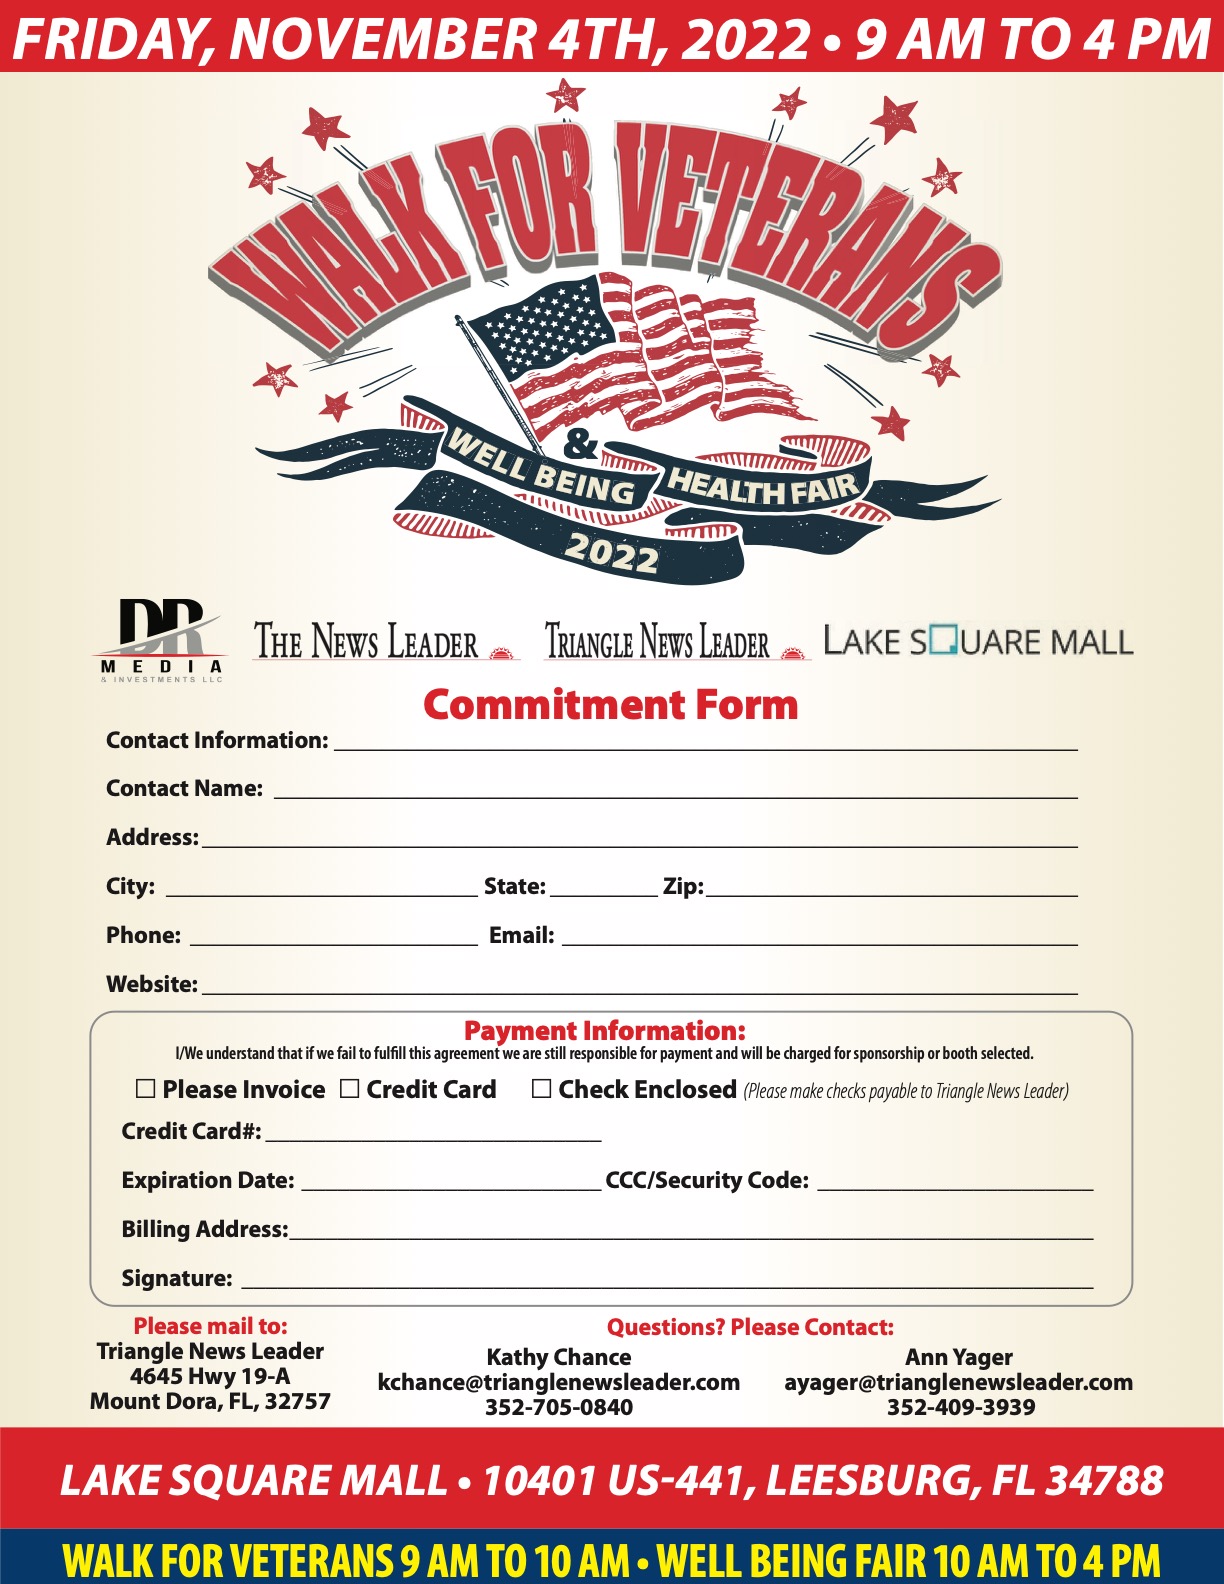 FRIDAY, NOVEMBER 4TH, 2022 • 9 AM TO 4 PM
WALK FOR VETERANS
&
WELL BEING HEALTH FAIR
2022
DR
MEDIA
& INVESTMENTS LLC
THE NEWS LEADER
TRIANGLE NEWS LEADER
LAKE SQUARE MALL
Commitment Form
Contact Information:
Contact Name:
Address:
City: State: Zip:
Phone: Email:
Website:
Payment Information:
I/We understand that if we fail to fulfill this agreement we are still responsible for payment and will be charged for sponsorship or booth selected.
☐ Please Invoice ☐ Credit Card ☐ Check Enclosed (Please make checks payable to Triangle News Leader)
Credit Card#:
Expiration Date: CCC/Security Code:
Billing Address:
Signature:
Please mail to:
Triangle News Leader
4645 Hwy 19-A
Mount Dora, FL, 32757
Questions? Please Contact:
Kathy Chance
kchance@trianglenewsleader.com
352-705-0840
Ann Yager
ayager@trianglenewsleader.com
352-409-3939
LAKE SQUARE MALL • 10401 US-441, LEESBURG, FL 34788
WALK FOR VETERANS 9 AM TO 10 AM • WELL BEING FAIR 10 AM TO 4 PM